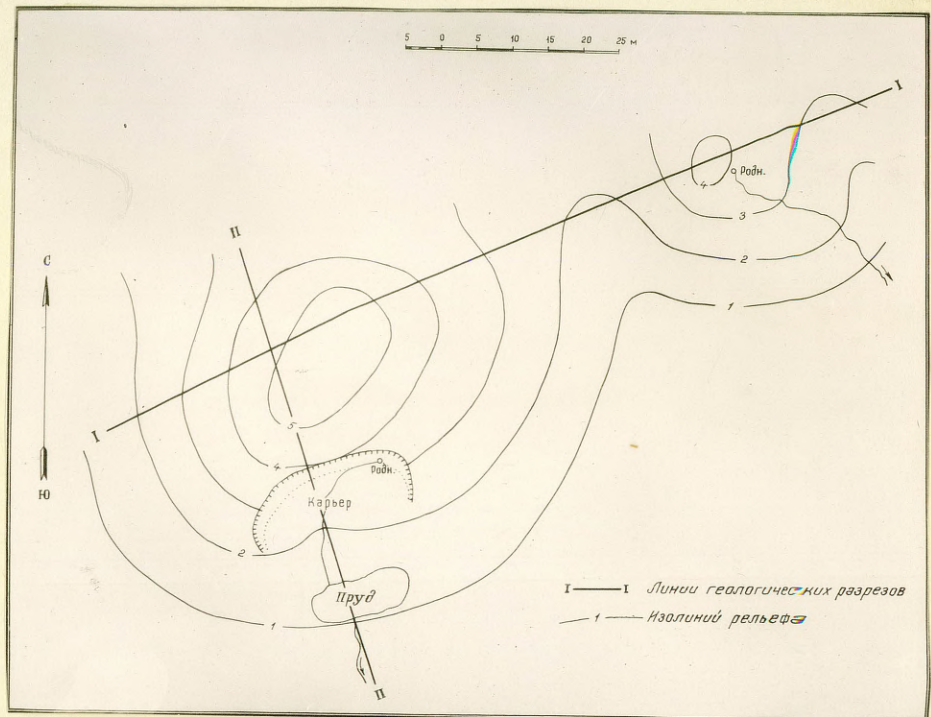 5 0 5 10 15 20 25 м
I
4
Родн.
3
II
2
С
1
5
I
4
Родн.
Ю
Карьер
2
I — I Линии геологических разрезов
Пруд
1
— 1 — Изолиний рельефа
II